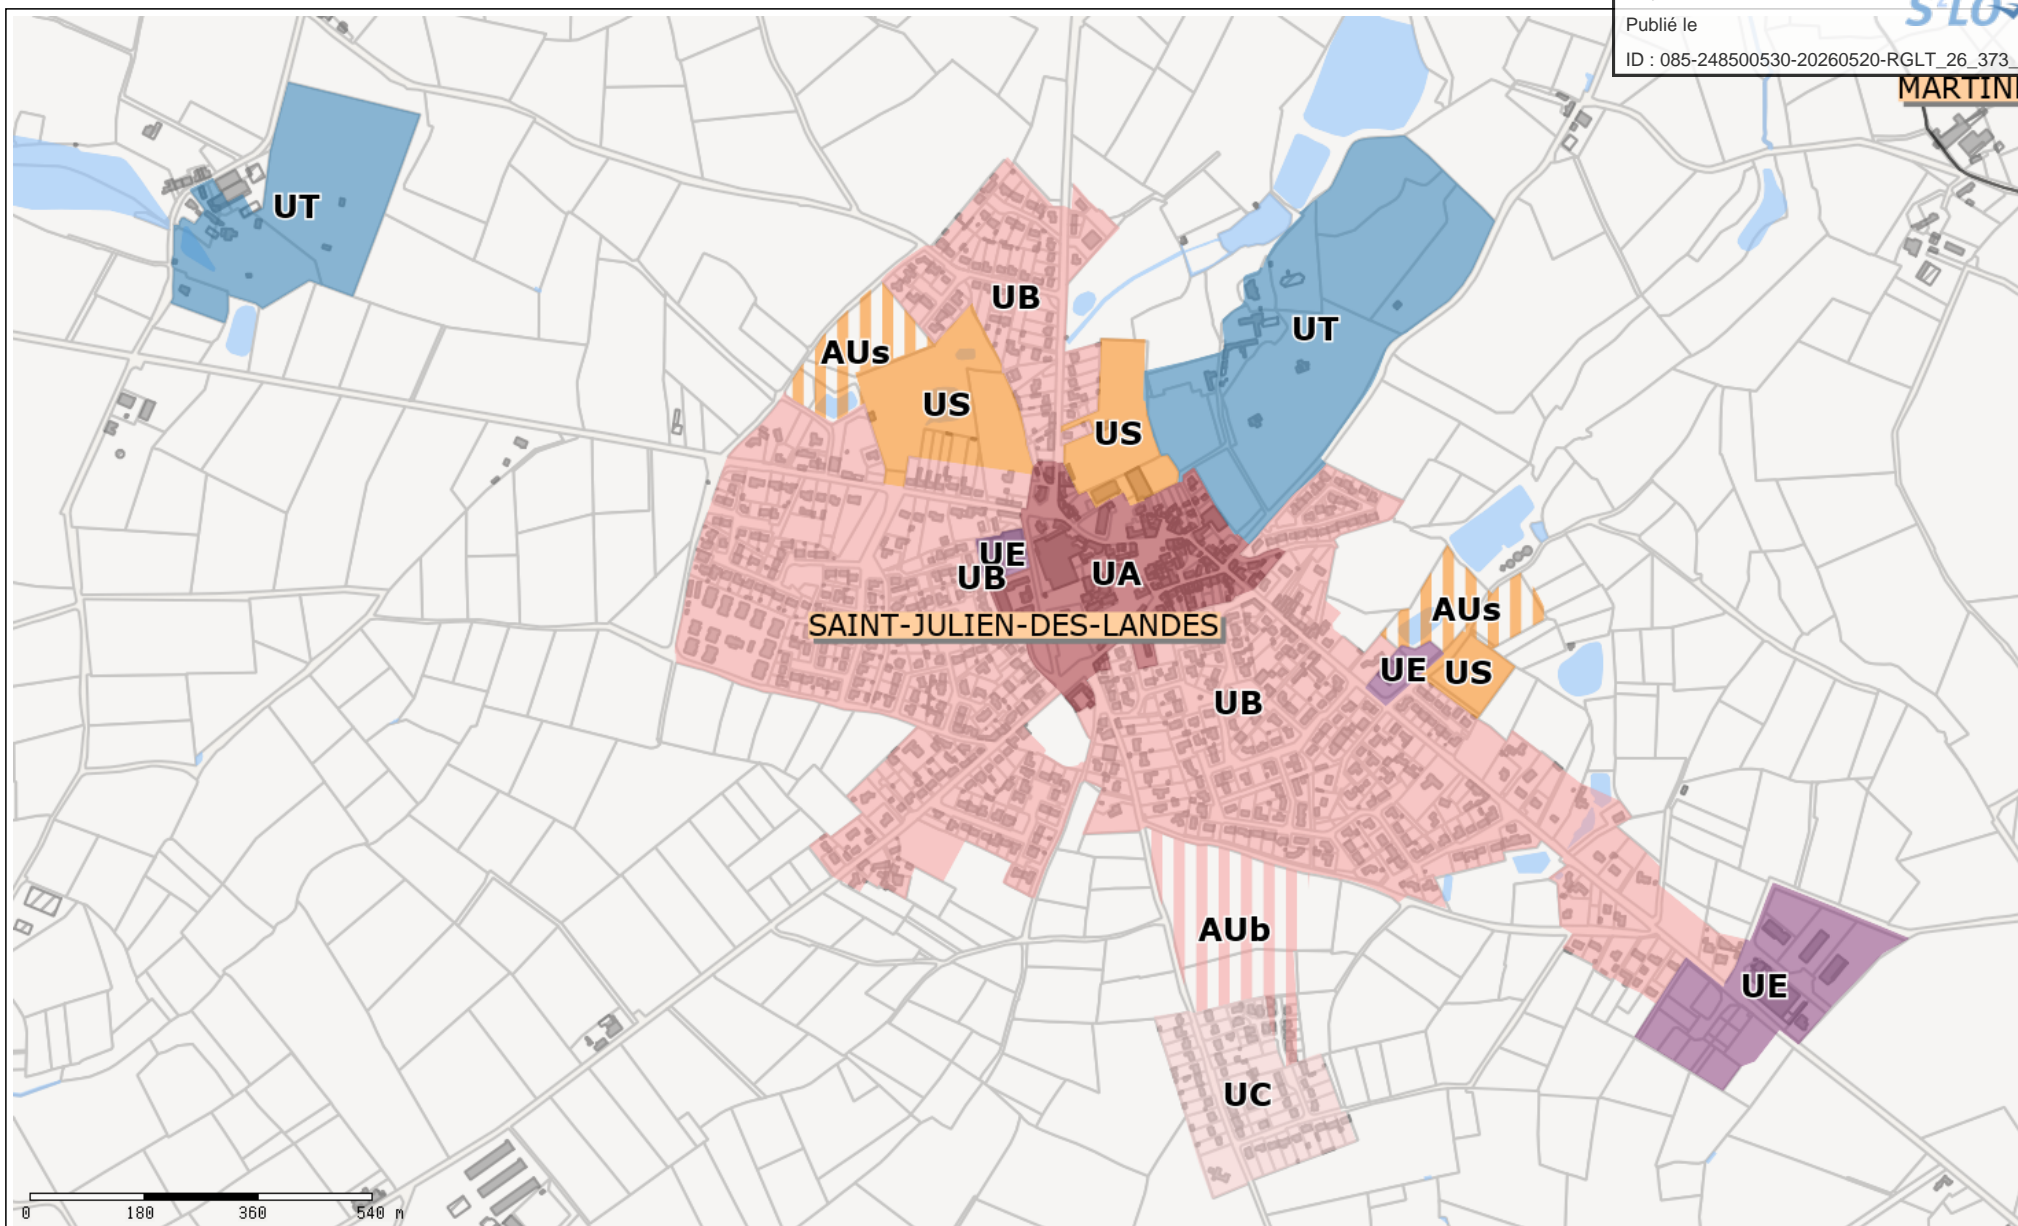 S²LO
Publié le
ID : 085-248500530-20260520-RGLT_26_373_
MARTIN
UT
UB
UT
AUs
US
US
UE
UB
UA
SAINT-JULIEN-DES-LANDES
AUs
UE
US
UB
AUb
UE
UC
0 180 360 540 m